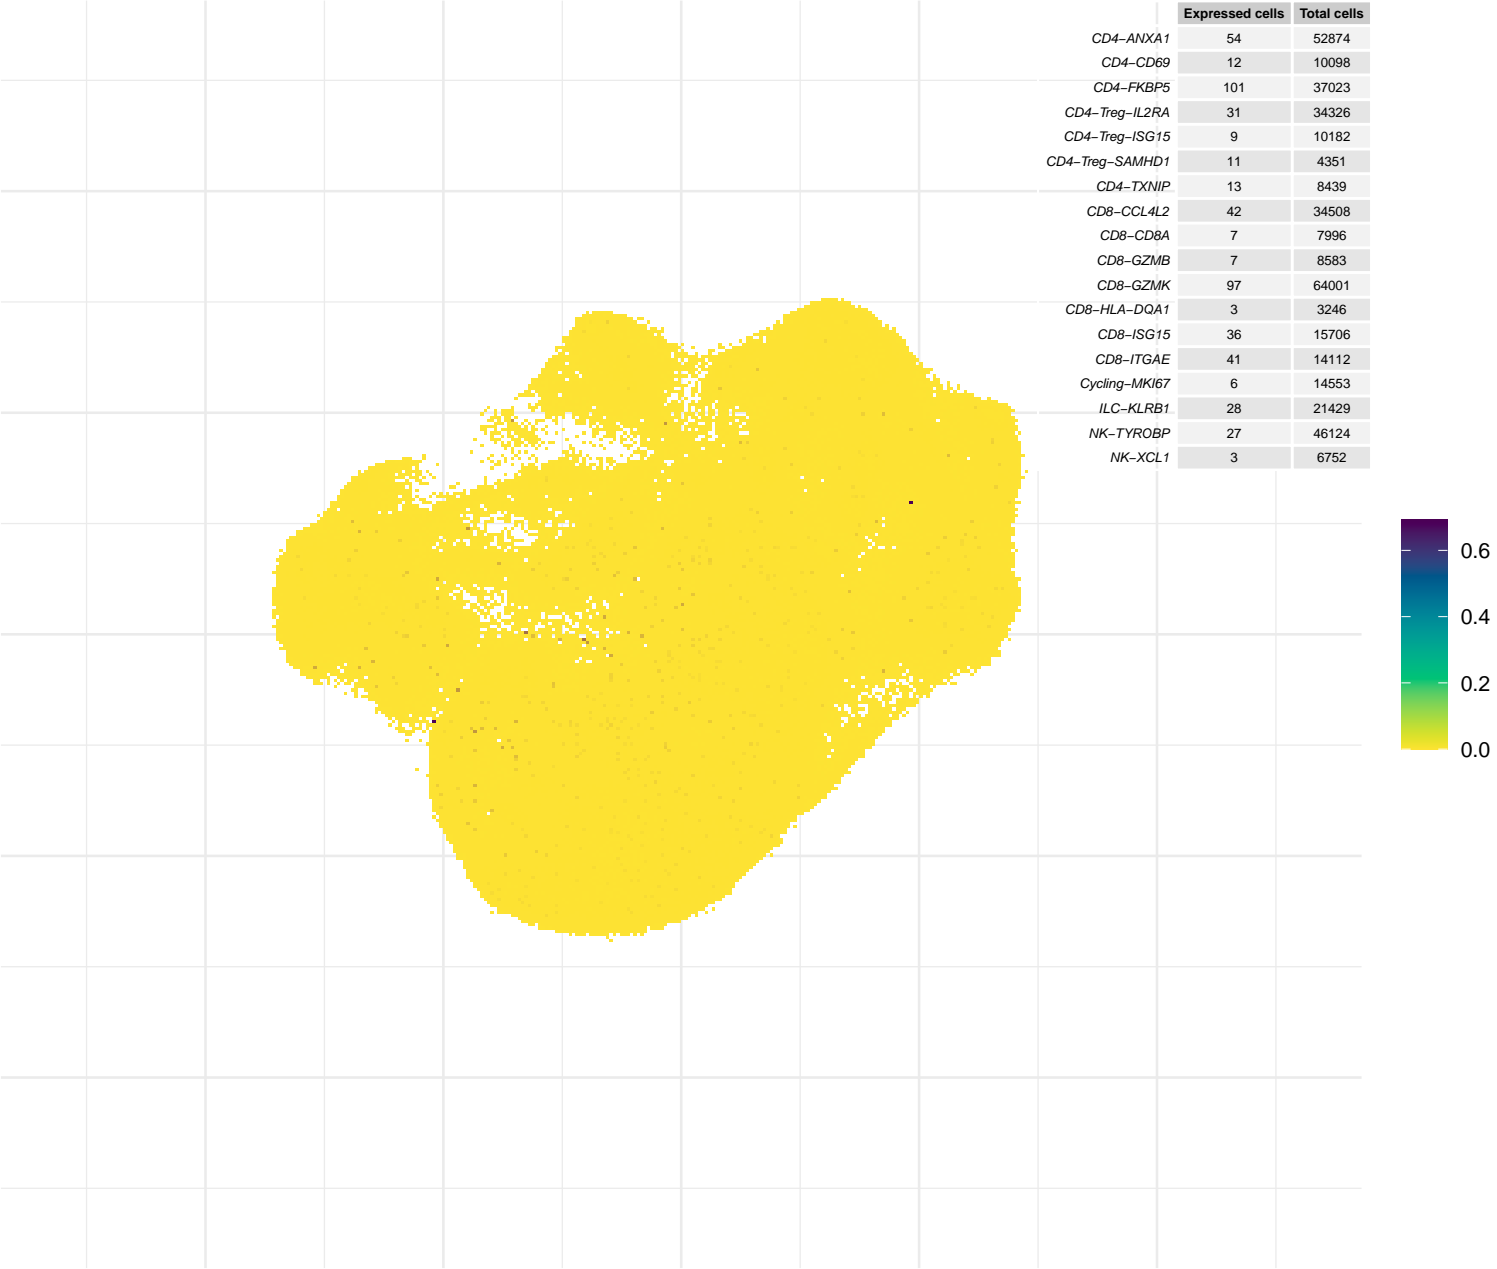 Expressed cells Total cells
CD4−ANXA1 54 52874
CD4−CD69 12 10098
CD4−FKBP5 101 37023
CD4−Treg−IL2RA 31 34326
CD4−Treg−ISG15 9 10182
CD4−Treg−SAMHD1 11 4351
CD4−TXNIP 13 8439
CD8−CCL4L2 42 34508
CD8−CD8A 7 7996
CD8−GZMB 7 8583
CD8−GZMK 97 64001
CD8−HLA−DQA1 3 3246
CD8−ISG15 36 15706
CD8−ITGAE 41 14112
Cycling−MKI67 6 14553
ILC−KLRB1 28 21429
NK−TYROBP 27 46124
NK−XCL1 3 6752
0.6
0.4
0.2
0.0